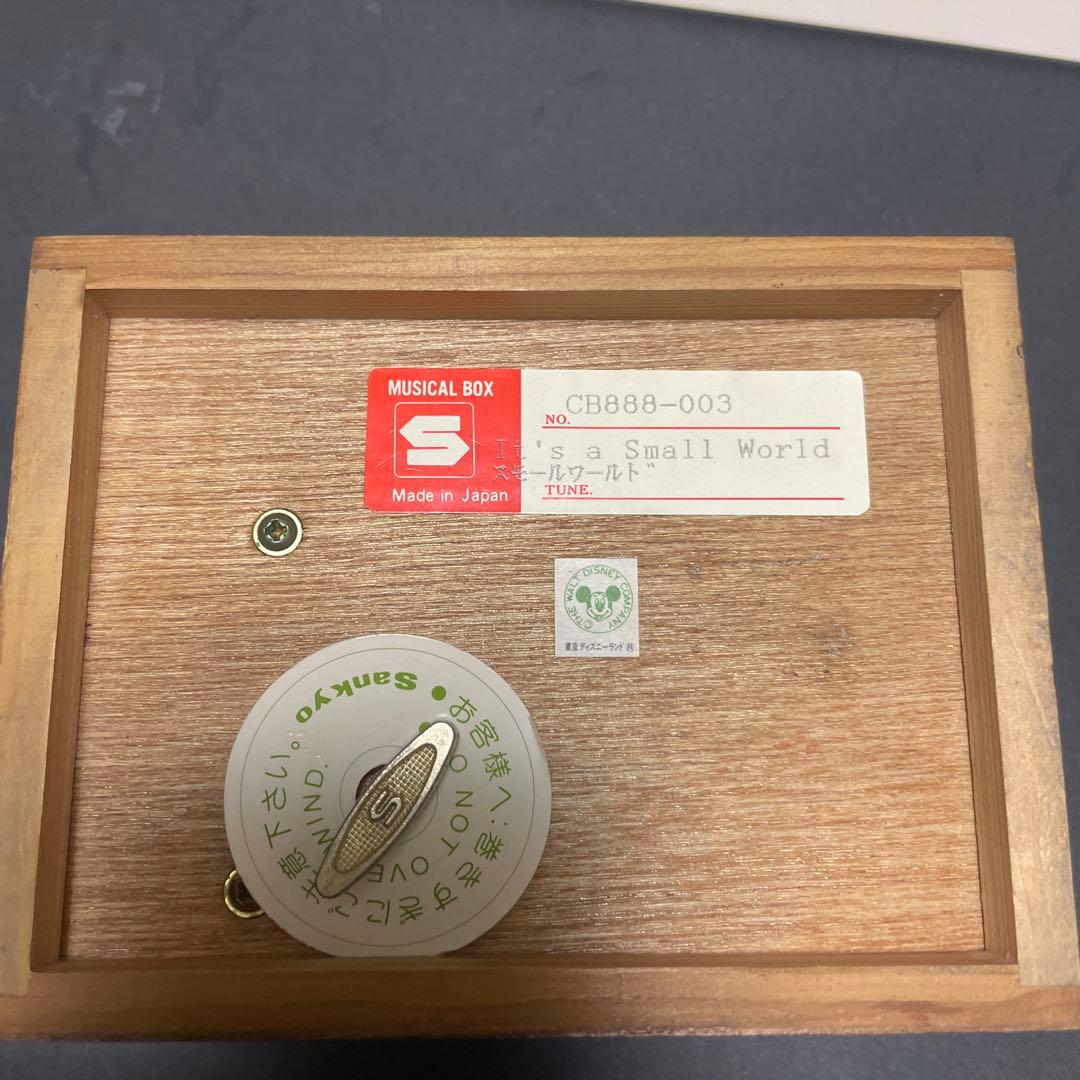 MUSICAL BOX
S
Made in Japan
NO. CB888-003
It's a Small World
スモールワールド"
TUNE.
©THE WALT DISNEY COMPANY
東京ディズニーランド®
● Sankyo
お客様へ:巻きすぎにご注意下さい。
NOT
WIND.
S